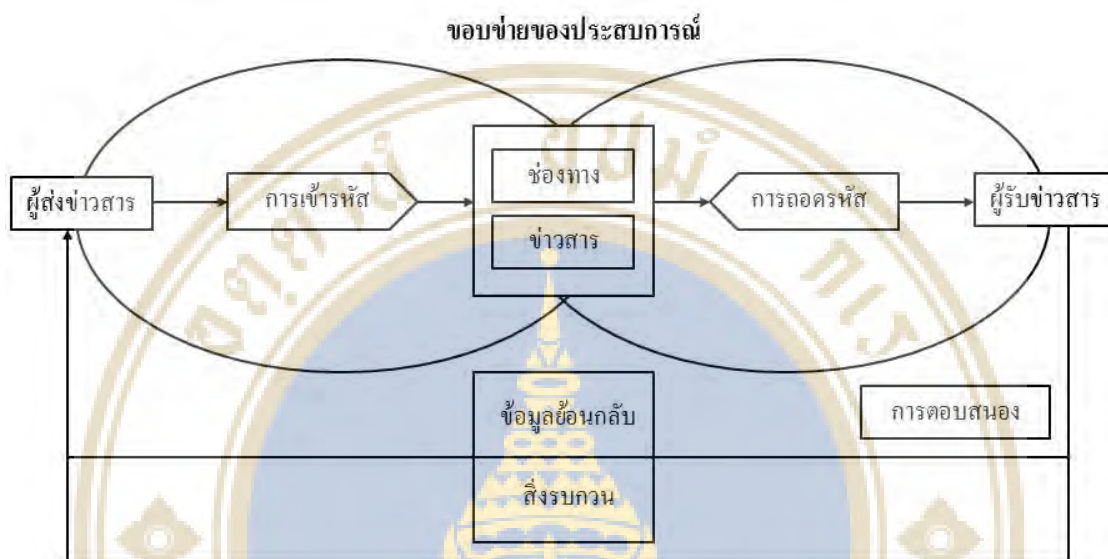 ขอบข่ายของประสบการณ์
ช่องทาง
ผู้ส่งข่าวสาร
การเข้ารหัส
ข่าวสาร
การถอดรหัส
ผู้รับข่าวสาร
ข้อมูลย้อนกลับ
การตอบสนอง
สิ่งรบกวน